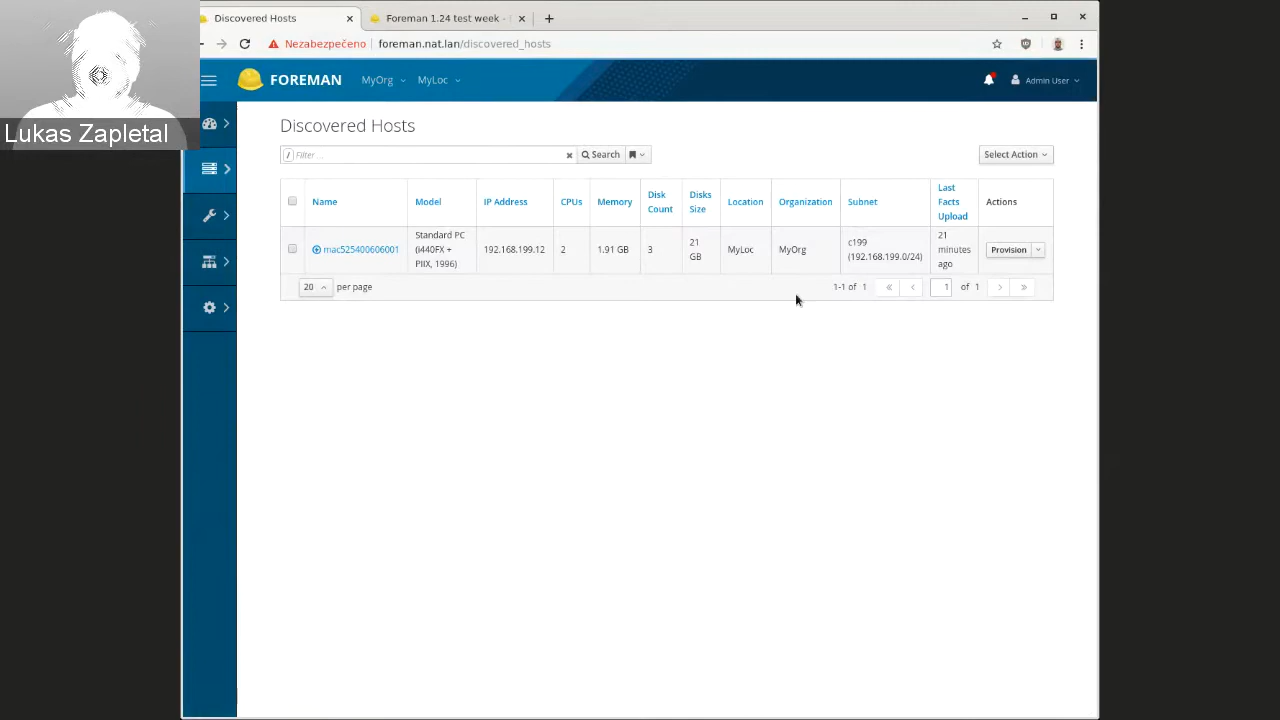 Discovered Hosts
Foreman 1.24 test week -
Nezabezpečeno
foreman.nat.lan/discovered_hosts
FOREMAN
MyOrg
MyLoc
Admin User
Lukas Zapletal
Discovered Hosts
/ Filter ...
Search
Select Action
Name
Model
IP Address
CPUs
Memory
Disk
Count
Disks
Size
Location
Organization
Subnet
Last
Facts
Upload
Actions
mac525400606001
Standard PC
(i440FX +
PIIX, 1996)
192.168.199.12
2
1.91 GB
3
21
GB
MyLoc
MyOrg
c199
(192.168.199.0/24)
21
minutes
ago
Provision
20 per page
1-1 of 1
1 of 1